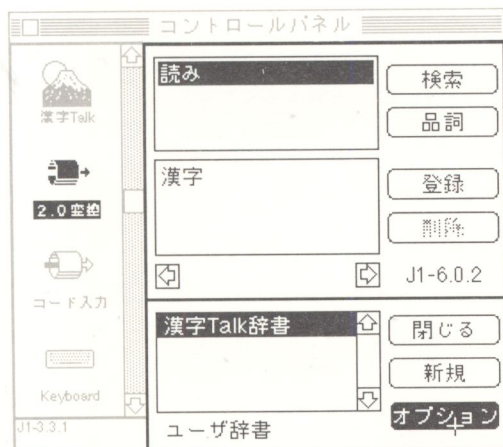 コントロールパネル
漢字Talk
2.0変換
コード入力
Keyboard
J1-3.3.1
読み
検索
品詞
漢字
登録
削除
J1-6.0.2
漢字Talk辞書
閉じる
新規
オプション
ユーザ辞書